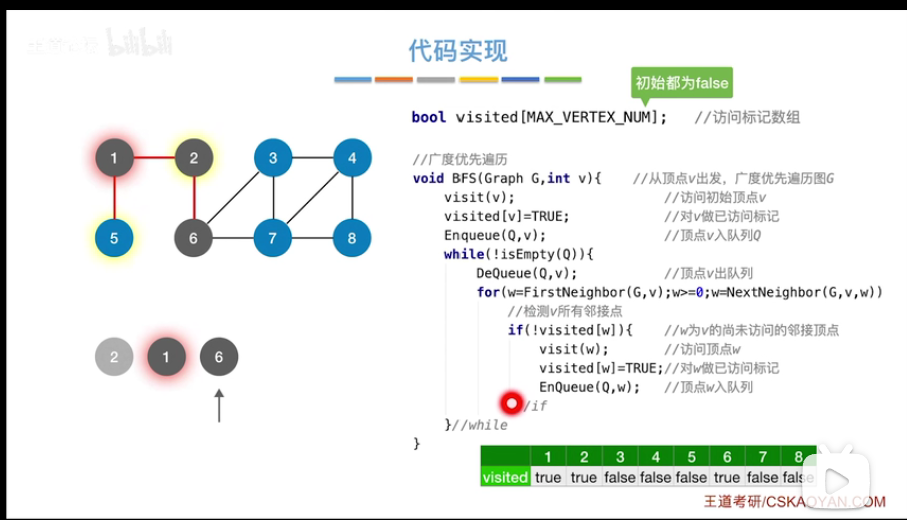 bilibili
代码实现
初始都为false
bool visited[MAX_VERTEX_NUM]; //访问标记数组
//广度优先遍历
void BFS(Graph G,int v){ //从顶点v出发，广度优先遍历图G
visit(v); //访问初始顶点v
visited[v]=TRUE; //对v做已访问标记
Enqueue(Q,v); //顶点v入队列Q
while(!isEmpty(Q)){
DeQueue(Q,v); //顶点v出队列
for(w=FirstNeighbor(G,v);w>=0;w=NextNeighbor(G,v,w))
//检测v所有邻接点
if(!visited[w]){ //w为v的尚未访问的邻接顶点
visit(w); //访问顶点w
visited[w]=TRUE;//对w做已访问标记
EnQueue(Q,w); //顶点w入队列
/if
}//while
}
1 2 3 4
5 6 7 8
2 1 6
1 2 3 4 5 6 7 8
visited true true false false false true false false
王道考研/CSKAOYAN.COM